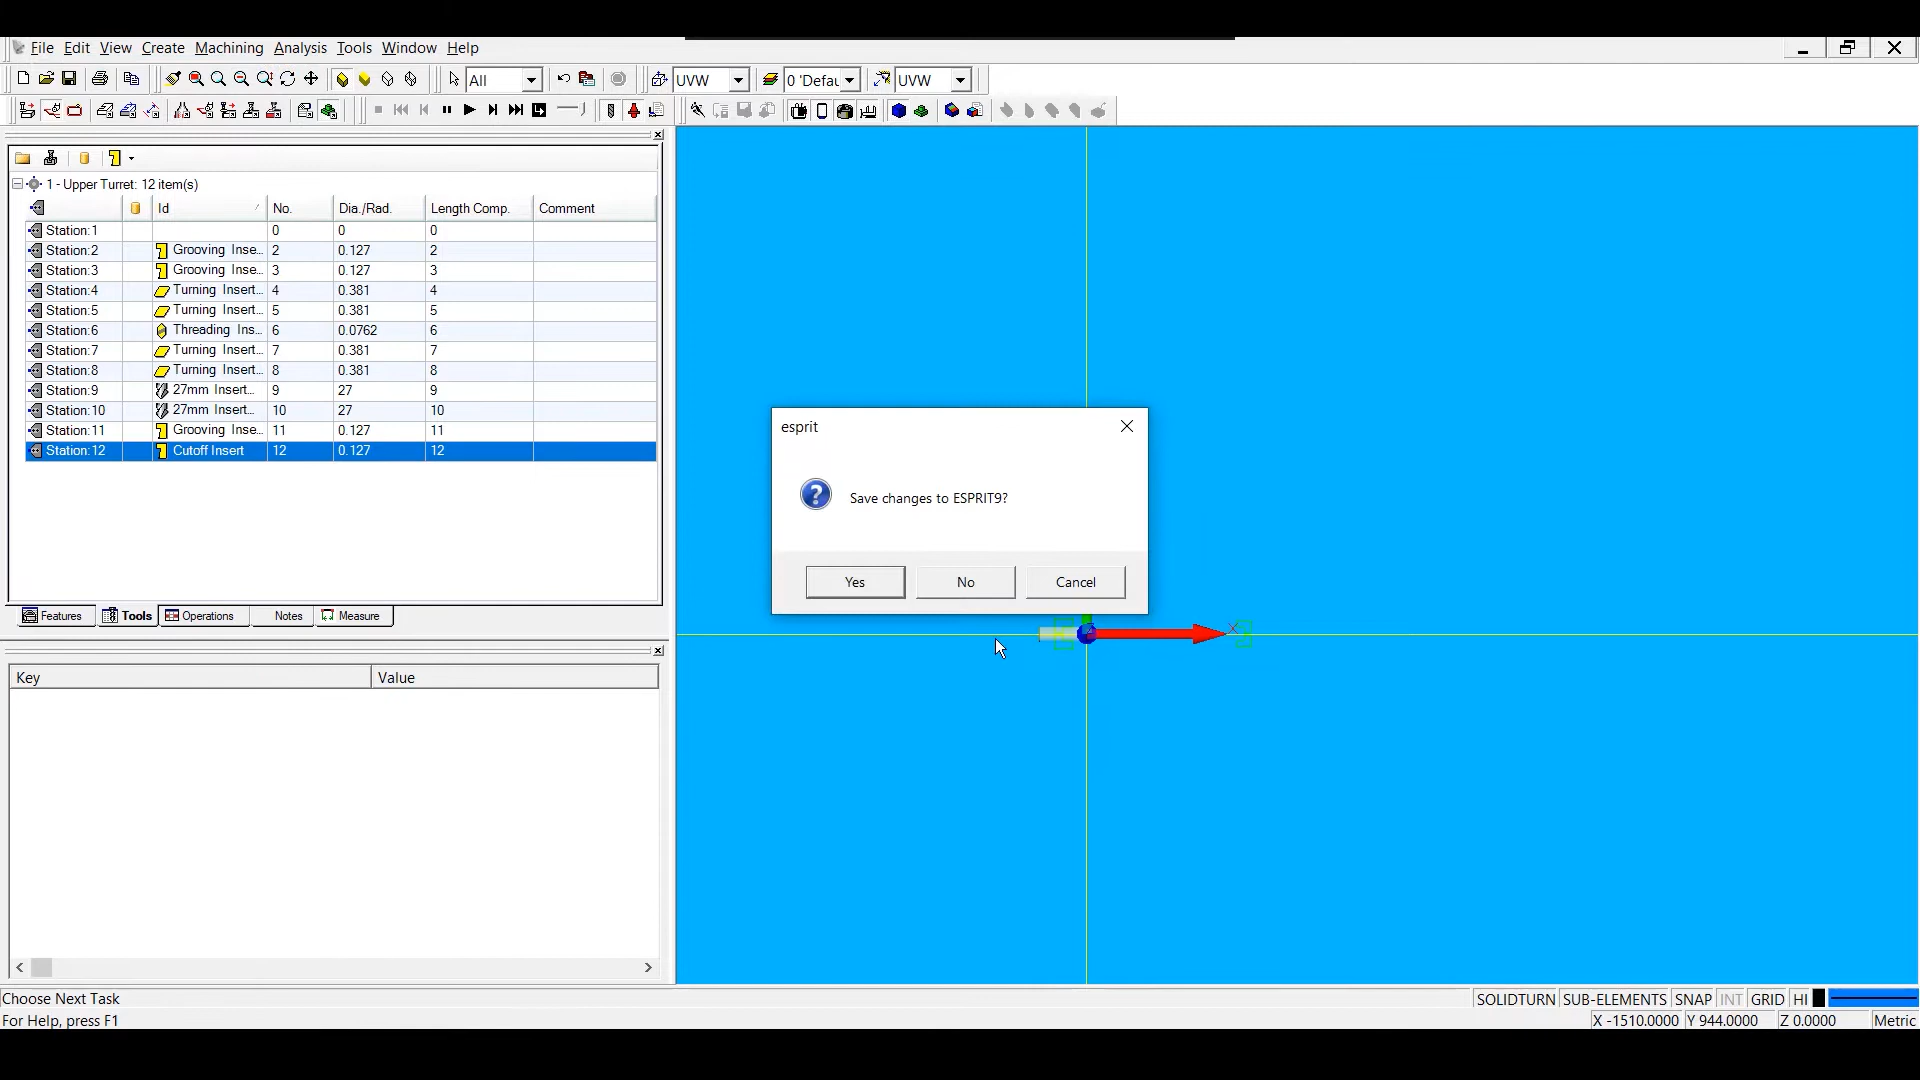 File Edit View Create Machining Analysis Tools Window Help
All UVW 0 'Defau UVW
1 - Upper Turret: 12 item(s)
Id No. Dia./Rad. Length Comp. Comment
Station:1 0 0 0
Station:2 Grooving Inse... 2 0.127 2
Station:3 Grooving Inse... 3 0.127 3
Station:4 Turning Insert... 4 0.381 4
Station:5 Turning Insert... 5 0.381 5
Station:6 Threading Ins... 6 0.0762 6
Station:7 Turning Insert... 7 0.381 7
Station:8 Turning Insert... 8 0.381 8
Station:9 27mm Insert... 9 27 9
Station:10 27mm Insert... 10 27 10
Station:11 Grooving Inse... 11 0.127 11
Station:12 Cutoff Insert 12 0.127 12
esprit
Save changes to ESPRIT9?
Yes No Cancel
Features Tools Operations Notes Measure
X
Key Value
Choose Next Task
SOLIDTURN SUB-ELEMENTS SNAP INT GRID HI
For Help, press F1
X -1510.0000 Y 944.0000 Z 0.0000 Metric